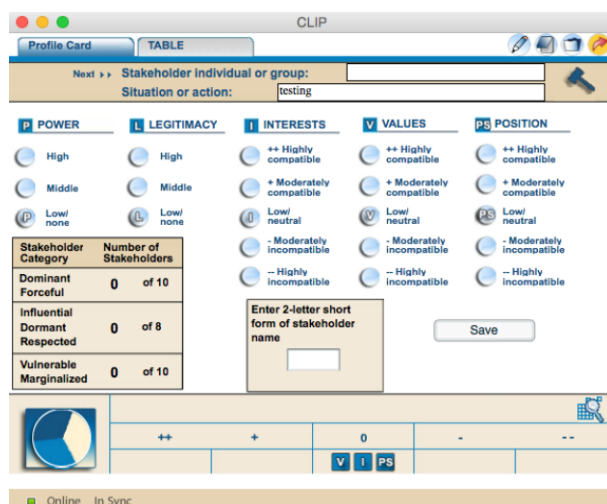 CLIP
Profile Card TABLE
Next ▸▸ Stakeholder individual or group:
Situation or action: testing
P POWER L LEGITIMACY I INTERESTS V VALUES PS POSITION
High High ++ Highly compatible ++ Highly compatible ++ Highly compatible
Middle Middle + Moderately compatible + Moderately compatible + Moderately compatible
P Low/ none L Low/ none I Low/ neutral V Low/ neutral PS Low/ neutral
- Moderately incompatible - Moderately incompatible - Moderately incompatible
-- Highly incompatible -- Highly incompatible -- Highly incompatible
Stakeholder Category Number of Stakeholders
Dominant Forceful 0 of 10
Influential Dormant Respected 0 of 8
Vulnerable Marginalized 0 of 10
Enter 2-letter short
form of stakeholder
name
Save
++ + 0 - --
V I PS
Online In Sync